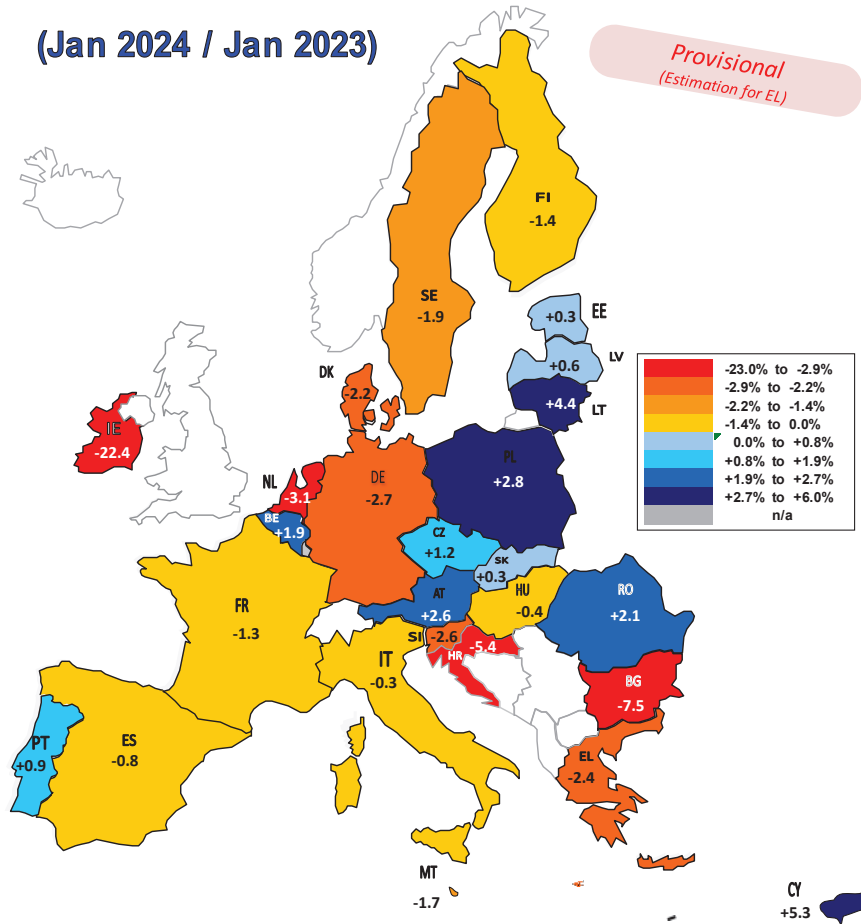 (Jan 2024 / Jan 2023)
Provisional
(Estimation for EL)
FI
-1.4
SE
-1.9
+0.3
EE
LV
+0.6
DK
-2.2
+4.4
LT
-23.0% to -2.9%
-2.9% to -2.2%
-2.2% to -1.4%
-1.4% to 0.0%
0.0% to +0.8%
+0.8% to +1.9%
+1.9% to +2.7%
+2.7% to +6.0%
n/a
IE
-22.4
NL
-3.1
DE
-2.7
PL
+2.8
BE
+1.9
CZ
+1.2
SK
+0.3
FR
-1.3
AT
+2.6
HU
-0.4
RO
+2.1
SI
-2.6
HR
-5.4
IT
-0.3
BG
-7.5
PT
+0.9
ES
-0.8
EL
-2.4
MT
-1.7
CY
+5.3